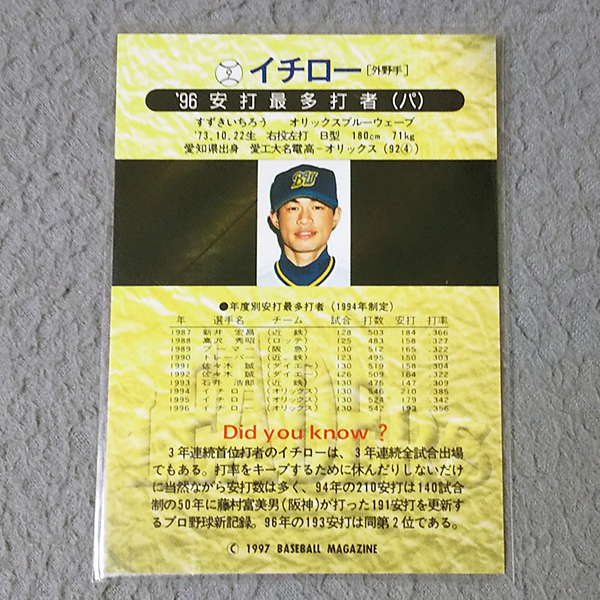 イチロー［外野手］
'96 安打最多打者（パ）
すずきいちろう　オリックスブルーウェーブ
'73.10.22生　右投左打　B型　180cm　71kg
愛知県出身　愛工大名電高－オリックス（92④）
BW
●年度別安打最多打者（1994年制定）
年　選手名　チーム　試合　打数　安打　打率
1987　新井　宏昌　（近　鉄）　128　503　184　.366
1988　高沢　秀昭　（ロッテ）　125　483　158　.327
1989　ブーマー　（阪急）　130　512　165　.322
1990　トレーバー　（近　鉄）　123　495　150　.303
1991　佐々木　誠　（ダイエー）　130　522　158　.304
1992　佐々木　誠　（ダイエー）　126　509　164　.322
1993　石井　浩郎　（近　鉄）　130　475　147　.309
1994　イチロー　（オリックス）　130　546　210　.385
1995　イチロー　（オリックス）　130　524　179　.342
1996　イチロー　（オリックス）　130　542　193　.356
Did you know ?
3年連続首位打者のイチローは、3年連続全試合出場
でもある。打率をキープするために休んだりしないだけ
に当然ながら安打数は多く、94年の210安打は140試合
制の50年に藤村富美男（阪神）が打った191安打を更新す
るプロ野球新記録。96年の193安打は同第2位である。
© 1997 BASEBALL MAGAZINE